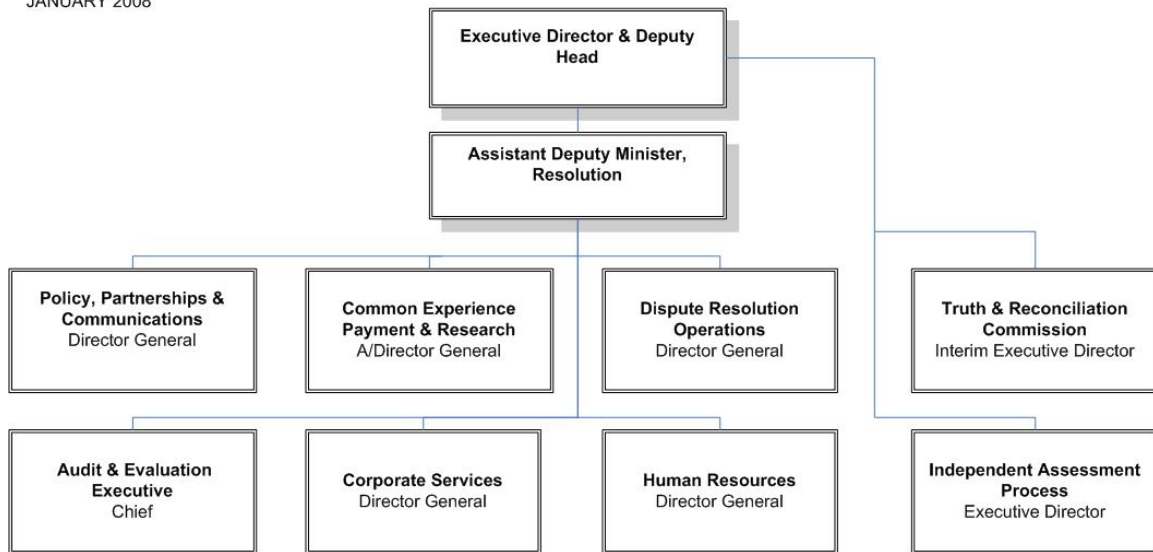 JANUARY 2008
Executive Director & Deputy
Head
Assistant Deputy Minister,
Resolution
Policy, Partnerships &
Communications
Director General
Common Experience
Payment & Research
A/Director General
Dispute Resolution
Operations
Director General
Truth & Reconciliation
Commission
Interim Executive Director
Audit & Evaluation
Executive
Chief
Corporate Services
Director General
Human Resources
Director General
Independent Assessment
Process
Executive Director